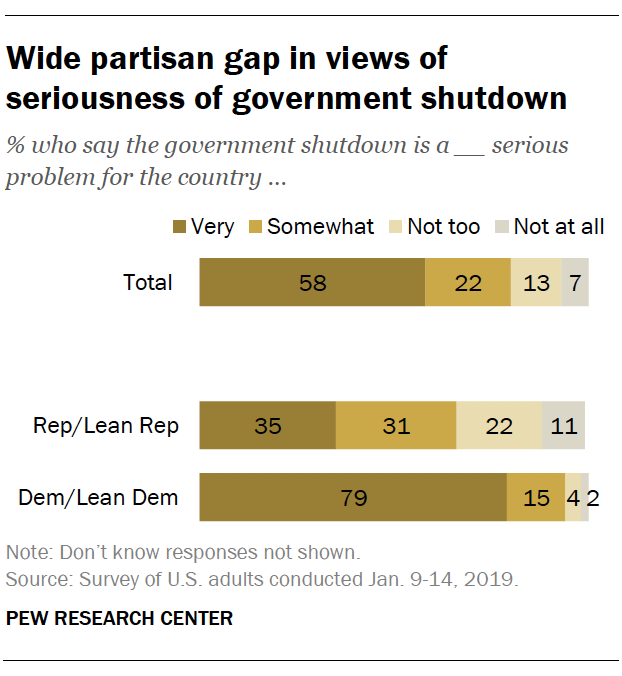 Wide partisan gap in views of
seriousness of government shutdown
% who say the government shutdown is a __ serious
problem for the country ...
Very Somewhat Not too Not at all
Total 58 22 13 7
Rep/Lean Rep 35 31 22 11
Dem/Lean Dem 79 15 4 2
Note: Don’t know responses not shown.
Source: Survey of U.S. adults conducted Jan. 9-14, 2019.
PEW RESEARCH CENTER